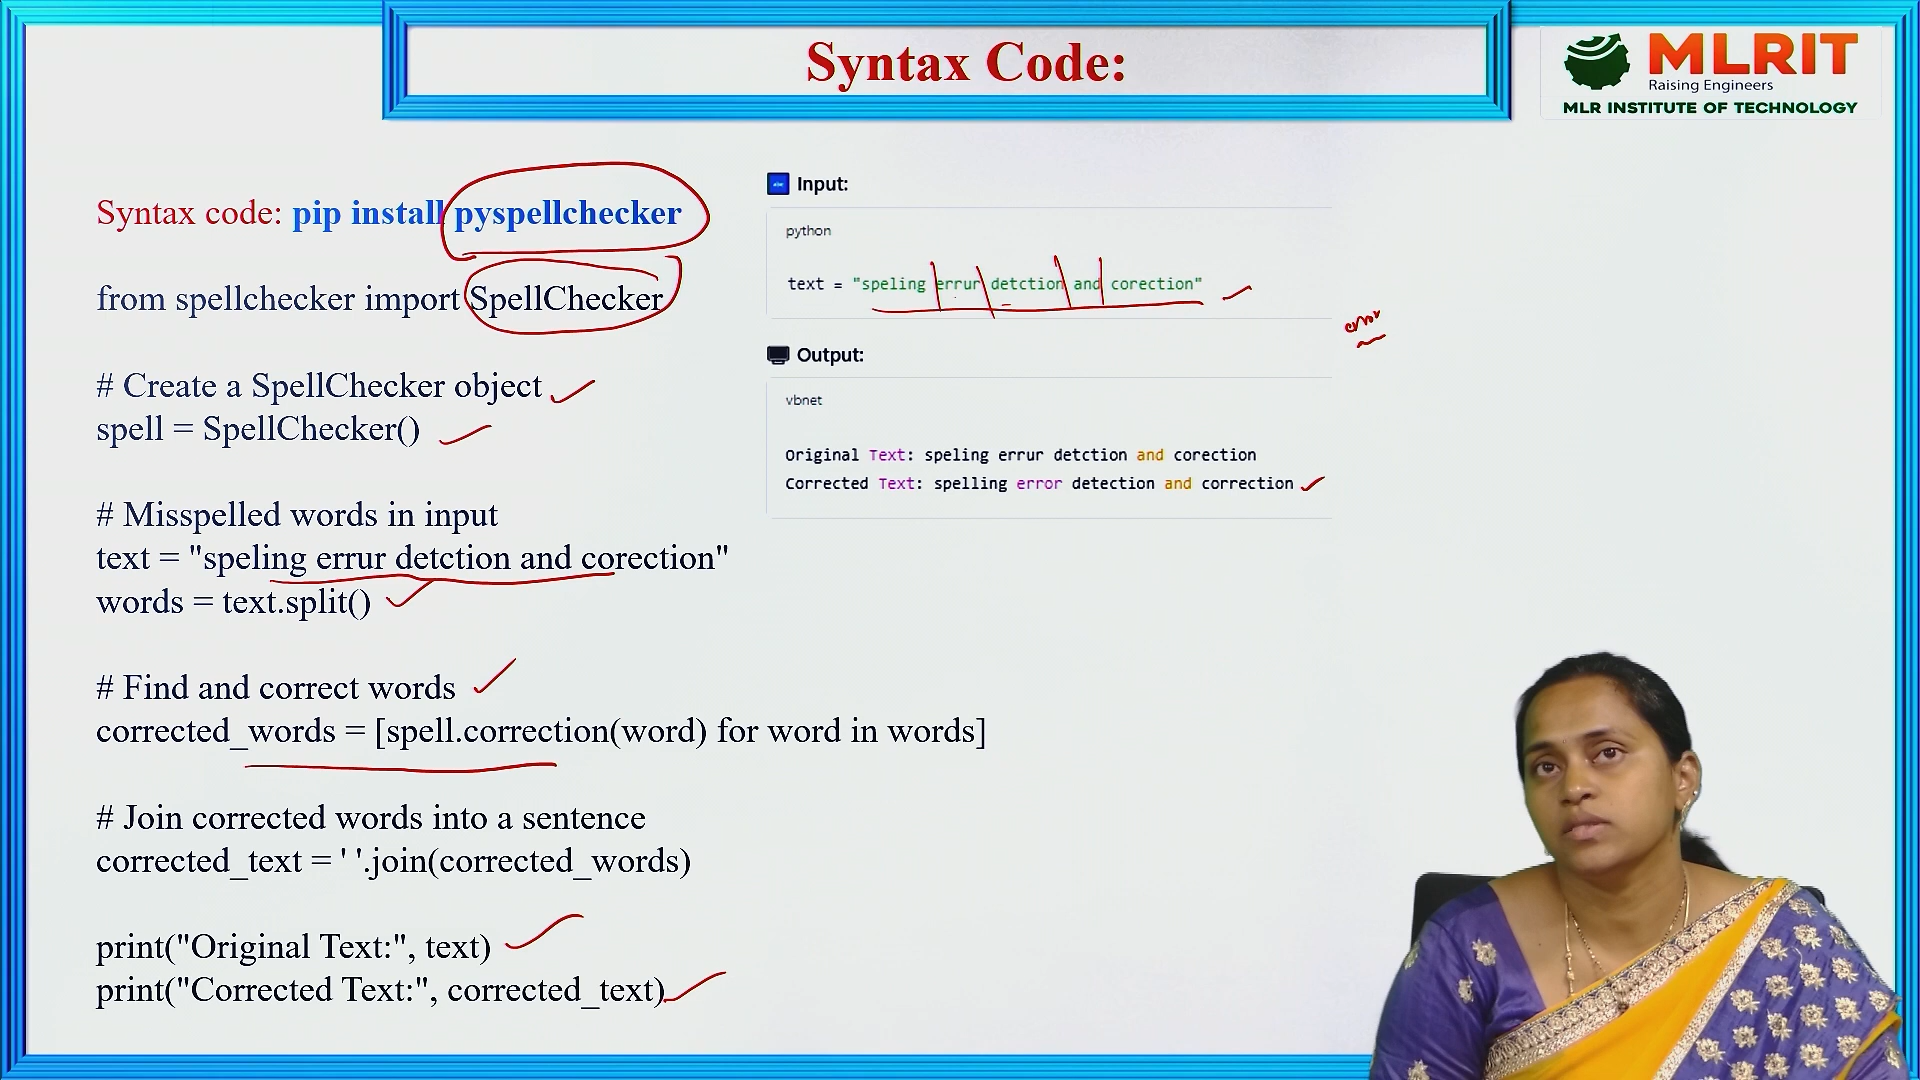 Syntax Code:
MLRIT
Raising Engineers
MLR INSTITUTE OF TECHNOLOGY
Syntax code: pip install pyspellchecker
from spellchecker import SpellChecker
# Create a SpellChecker object
spell = SpellChecker()
# Misspelled words in input
text = "speling errur detction and corection"
words = text.split()
# Find and correct words
corrected_words = [spell.correction(word) for word in words]
# Join corrected words into a sentence
corrected_text = ' '.join(corrected_words)
print("Original Text:", text)
print("Corrected Text:", corrected_text)
Input:
python
text = "speling errur detction and corection"
error
Output:
vbnet
Original Text: speling errur detction and corection
Corrected Text: spelling error detection and correction